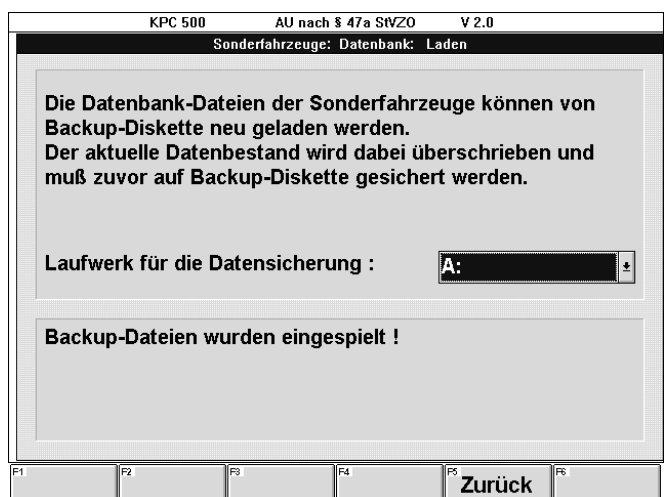 KPC 500 AU nach § 47a StVZO V 2.0
Sonderfahrzeuge: Datenbank: Laden
Die Datenbank-Dateien der Sonderfahrzeuge können von
Backup-Diskette neu geladen werden.
Der aktuelle Datenbestand wird dabei überschrieben und
muß zuvor auf Backup-Diskette gesichert werden.
Laufwerk für die Datensicherung : A:
Backup-Dateien wurden eingespielt !
F1 F2 F3 F4 F5 Zurück F6